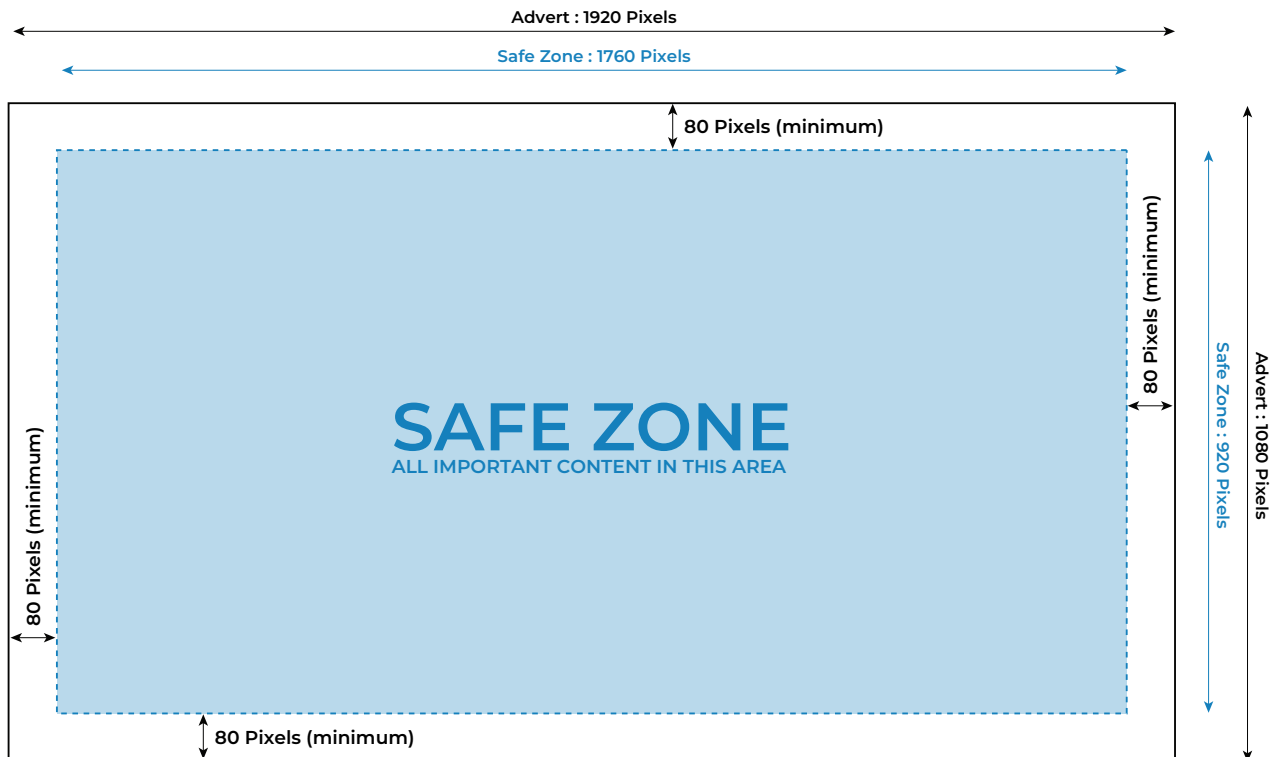 Advert : 1920 Pixels
Safe Zone : 1760 Pixels
80 Pixels (minimum)
80 Pixels (minimum)
Safe Zone : 920 Pixels
Advert : 1080 Pixels
SAFE ZONE
ALL IMPORTANT CONTENT IN THIS AREA
80 Pixels (minimum)
80 Pixels (minimum)